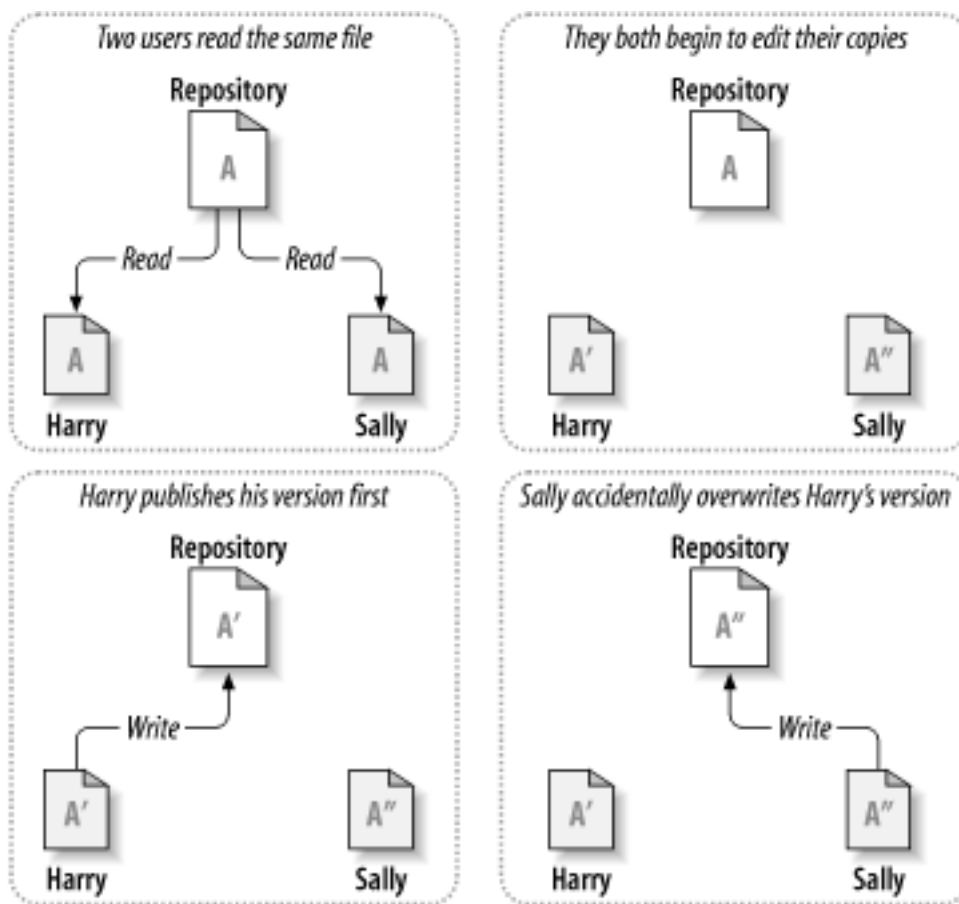 Two users read the same file
Repository
A
Read
Read
A
A
Harry
Sally
They both begin to edit their copies
Repository
A
A′
A″
Harry
Sally
Harry publishes his version first
Repository
A′
Write
A′
A″
Harry
Sally
Sally accidentally overwrites Harry’s version
Repository
A″
Write
A′
A″
Harry
Sally